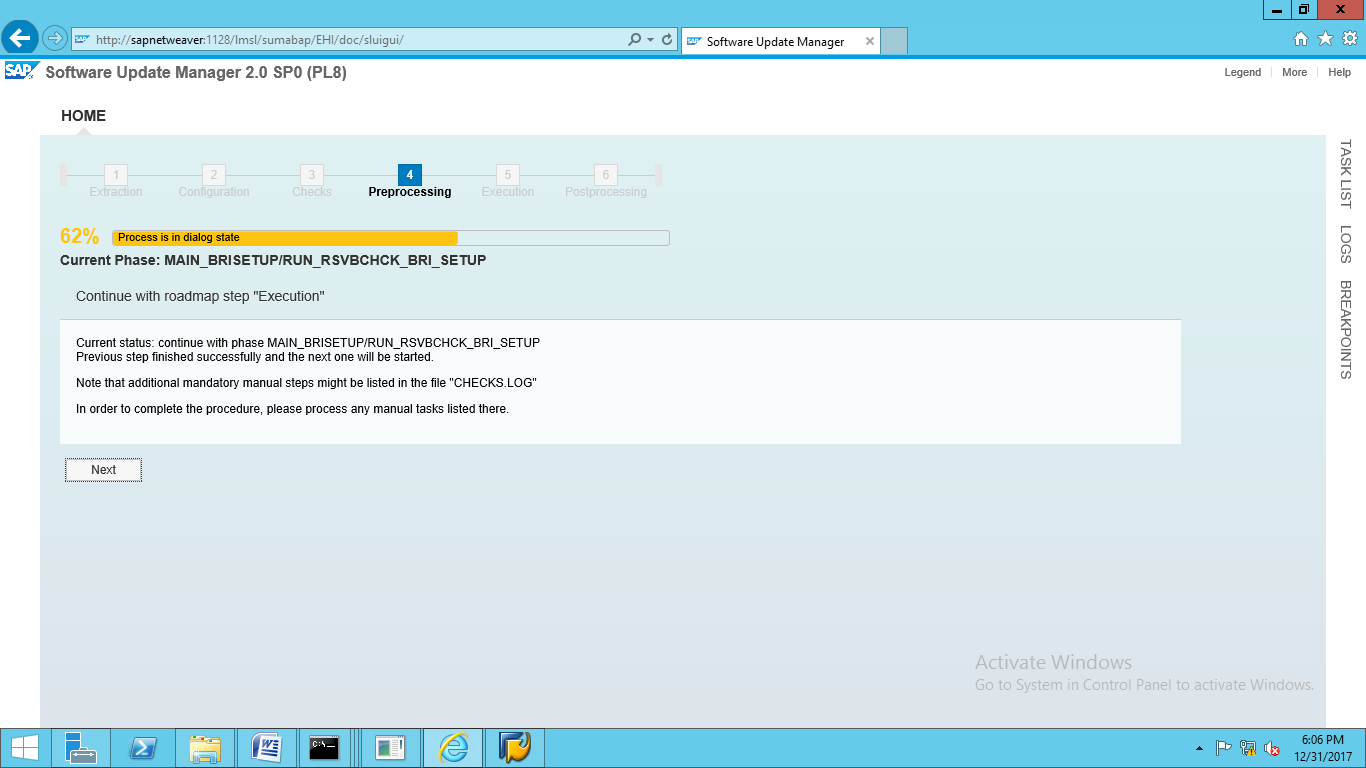 http://sapnetweaver:1128/lmsl/sumabap/EHI/doc/sluigui/
SAP Software Update Manager
SAP Software Update Manager 2.0 SP0 (PL8)
Legend More Help
HOME
1 2 3 4 5 6
Extraction Configuration Checks Preprocessing Execution Postprocessing
62% Process is in dialog state
Current Phase: MAIN_BRISETUP/RUN_RSVBCHCK_BRI_SETUP
Continue with roadmap step "Execution"
Current status: continue with phase MAIN_BRISETUP/RUN_RSVBCHCK_BRI_SETUP
Previous step finished successfully and the next one will be started.
Note that additional mandatory manual steps might be listed in the file "CHECKS.LOG"
In order to complete the procedure, please process any manual tasks listed there.
Next
TASK LIST
LOGS
BREAKPOINTS
Activate Windows
Go to System in Control Panel to activate Windows.
C:\_
6:06 PM
12/31/2017